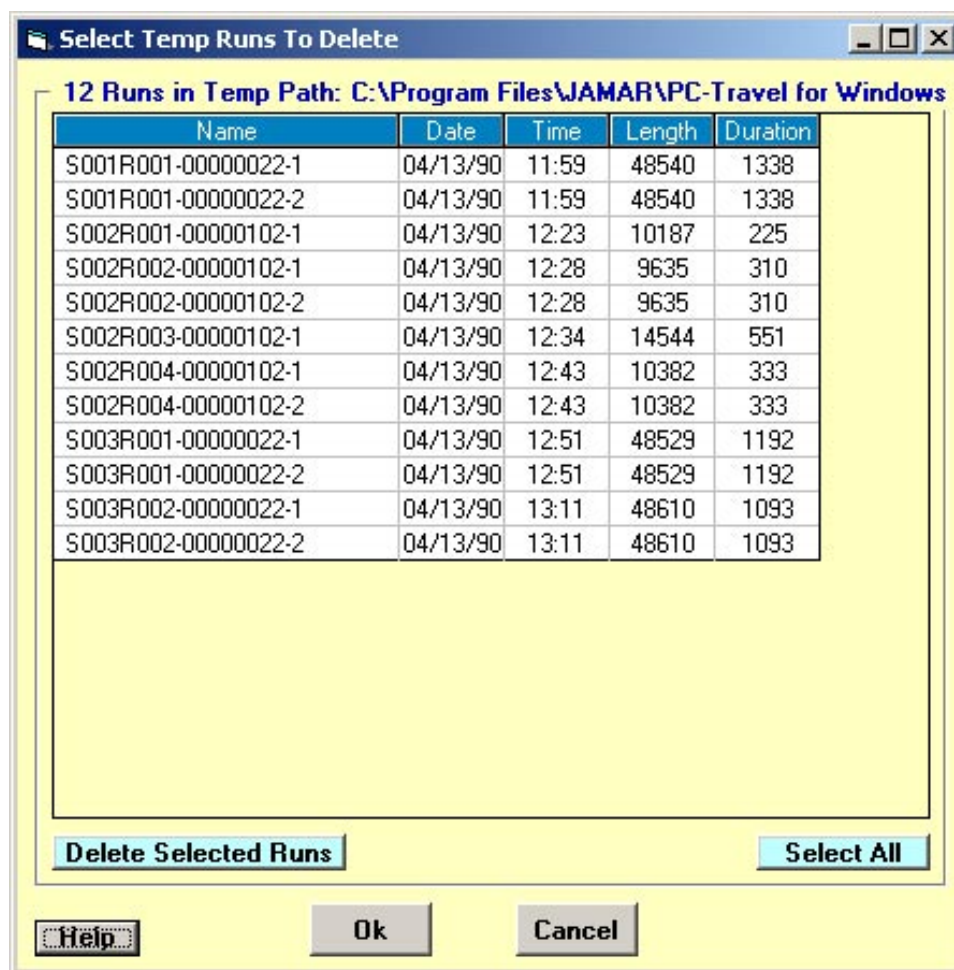 Select Temp Runs To Delete
12 Runs in Temp Path: C:\Program Files\JAMAR\PC-Travel for Windows
Name Date Time Length Duration
S001R001-00000022-1 04/13/90 11:59 48540 1338
S001R001-00000022-2 04/13/90 11:59 48540 1338
S002R001-00000102-1 04/13/90 12:23 10187 225
S002R002-00000102-1 04/13/90 12:28 9635 310
S002R002-00000102-2 04/13/90 12:28 9635 310
S002R003-00000102-1 04/13/90 12:34 14544 551
S002R004-00000102-1 04/13/90 12:43 10382 333
S002R004-00000102-2 04/13/90 12:43 10382 333
S003R001-00000022-1 04/13/90 12:51 48529 1192
S003R001-00000022-2 04/13/90 12:51 48529 1192
S003R002-00000022-1 04/13/90 13:11 48610 1093
S003R002-00000022-2 04/13/90 13:11 48610 1093
Delete Selected Runs Select All
Help Ok Cancel